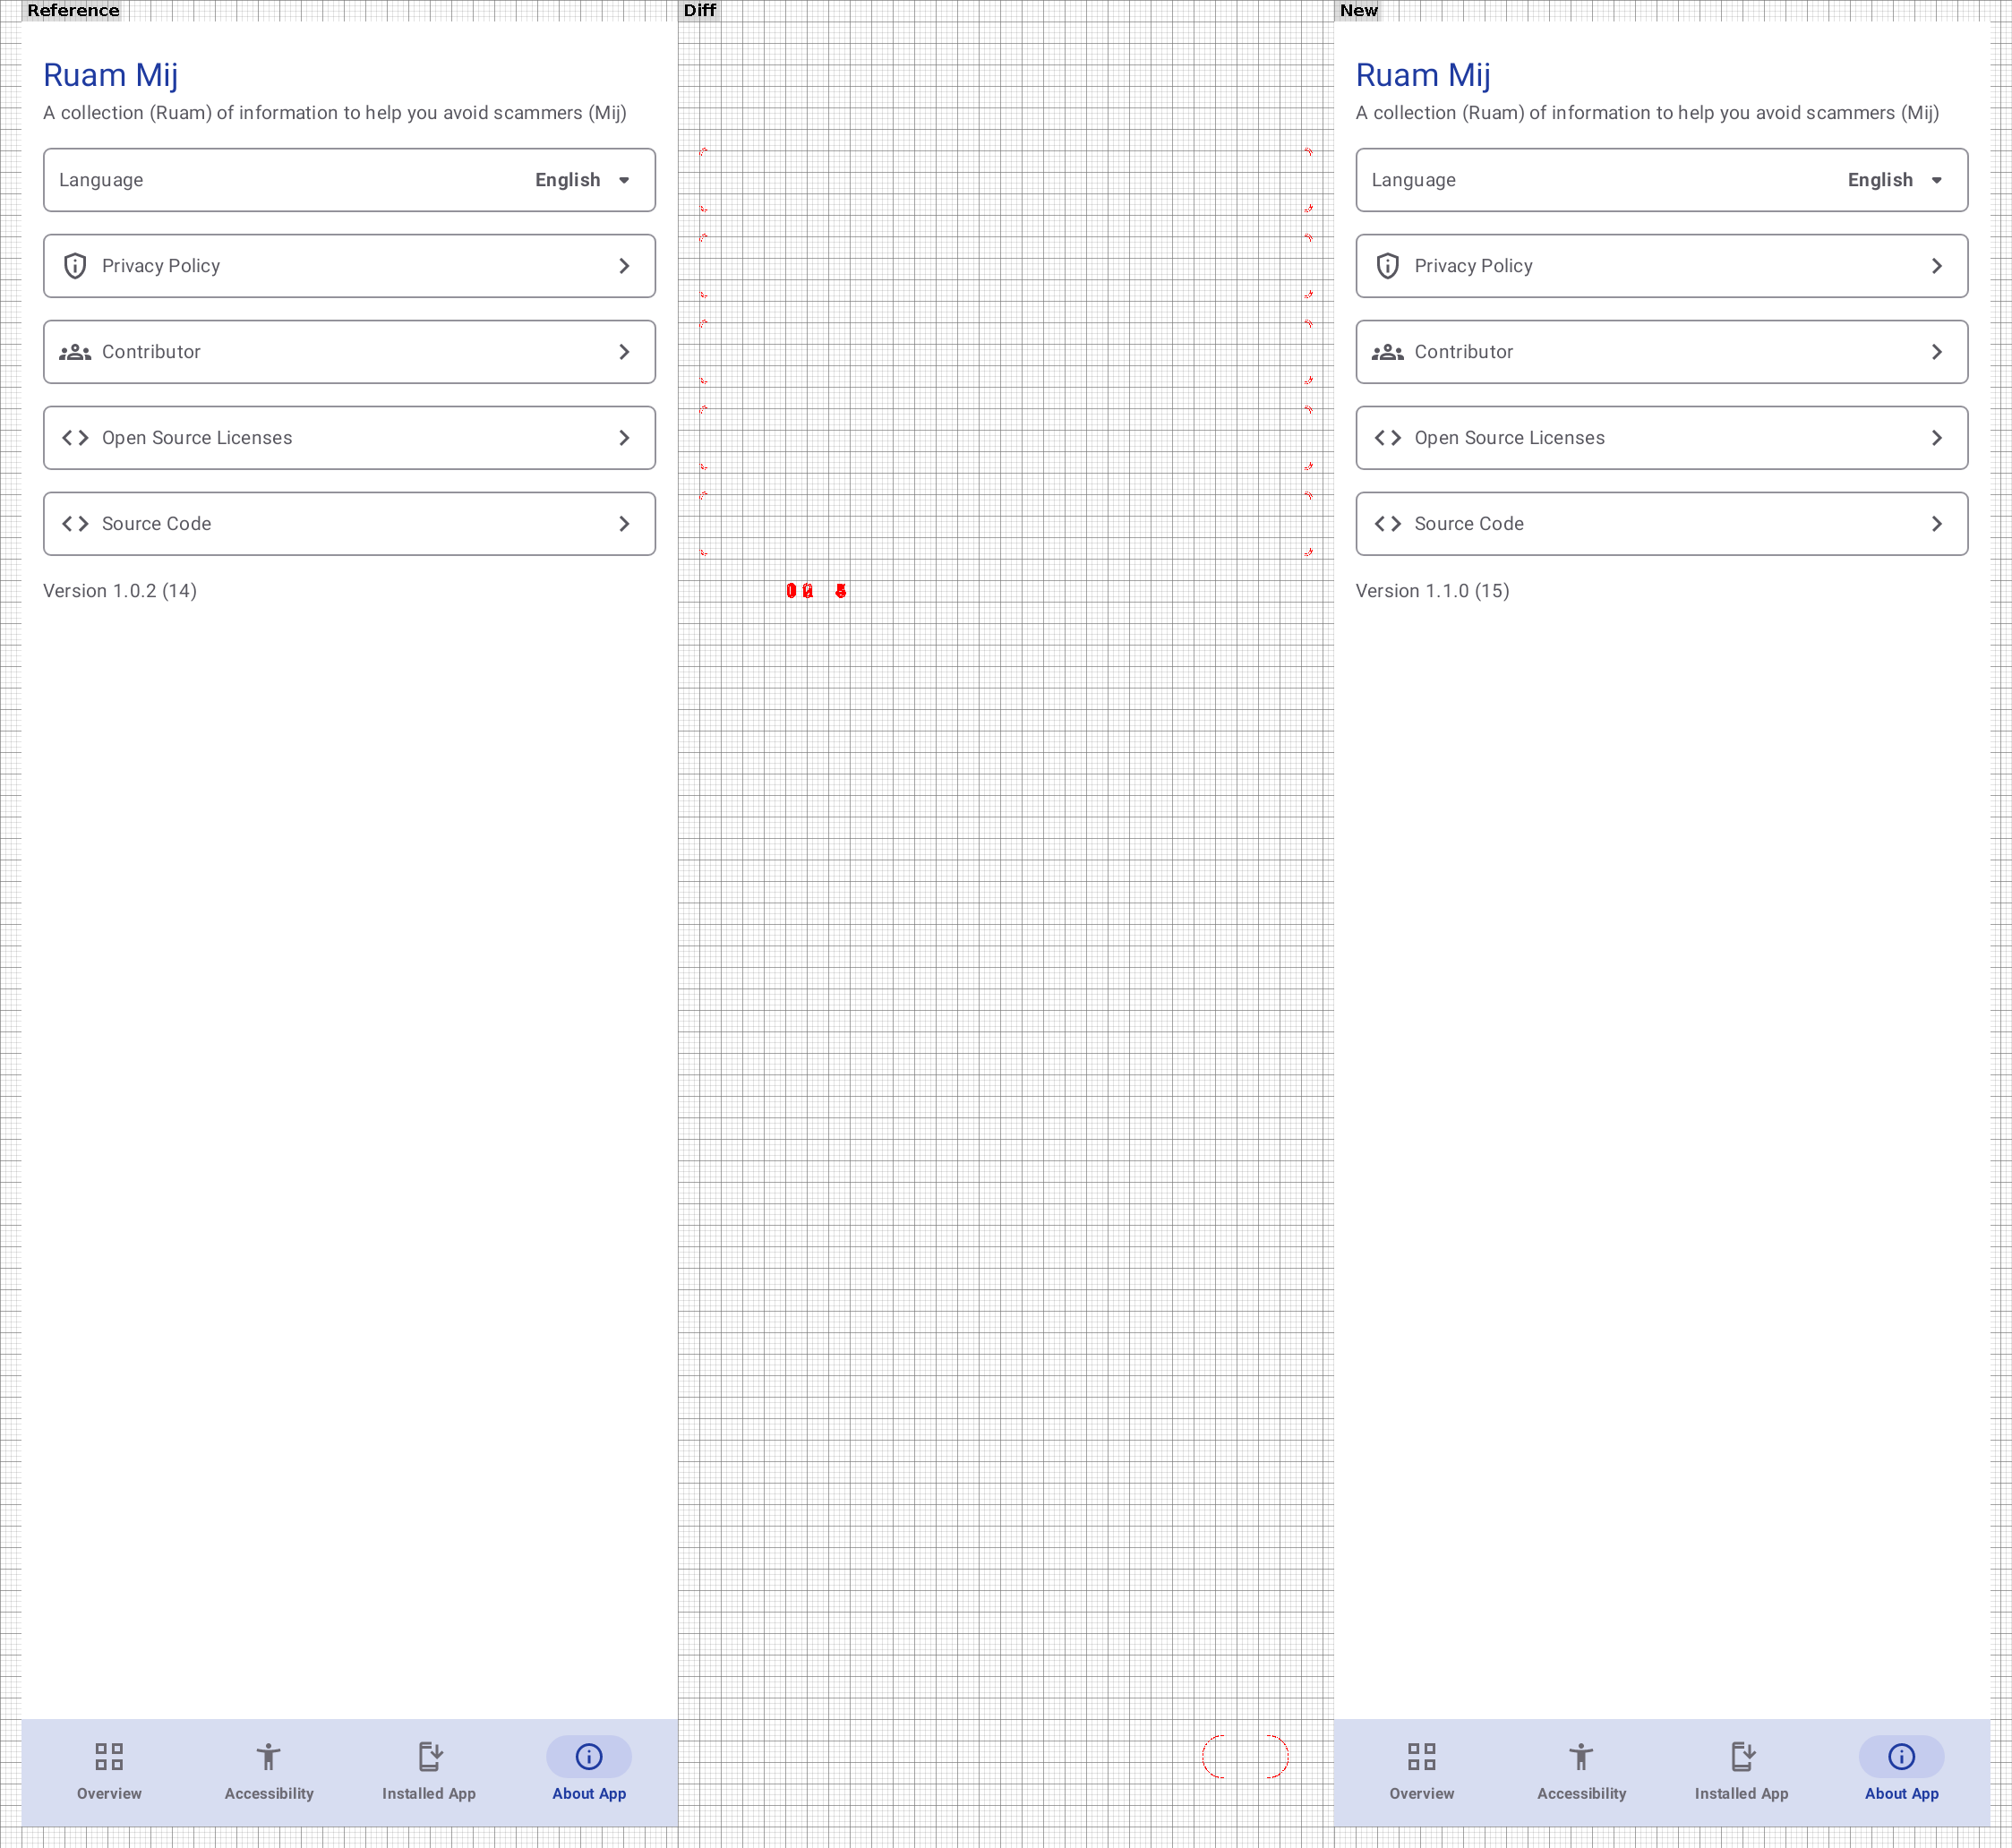 Reference
Diff
New
Ruam Mij
A collection (Ruam) of information to help you avoid scammers (Mij)
Language
English
Privacy Policy
Contributor
Open Source Licenses
Source Code
Version 1.0.2 (14)
Overview
Accessibility
Installed App
About App
Ruam Mij
A collection (Ruam) of information to help you avoid scammers (Mij)
Language
English
Privacy Policy
Contributor
Open Source Licenses
Source Code
Version 1.1.0 (15)
Overview
Accessibility
Installed App
About App